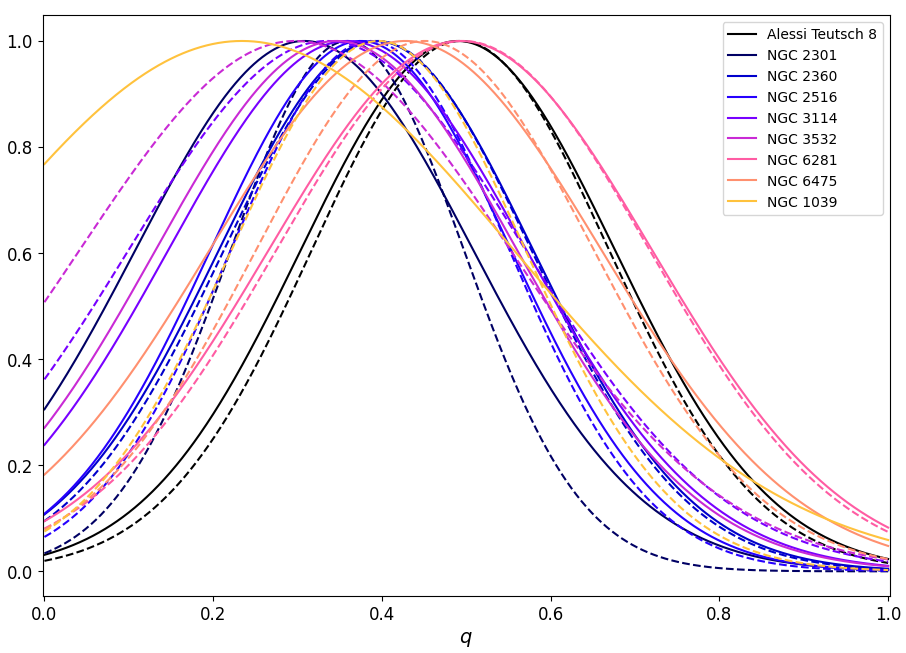 1.0
0.8
0.6
0.4
0.2
0.0
Alessi Teutsch 8
NGC 2301
NGC 2360
NGC 2516
NGC 3114
NGC 3532
NGC 6281
NGC 6475
NGC 1039
0.0 0.2 0.4 0.6 0.8 1.0
q